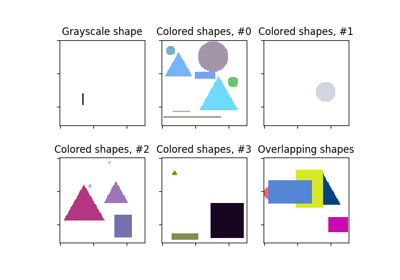 Grayscale shape
Colored shapes, #0
Colored shapes, #1
Colored shapes, #2
Colored shapes, #3
Overlapping shapes